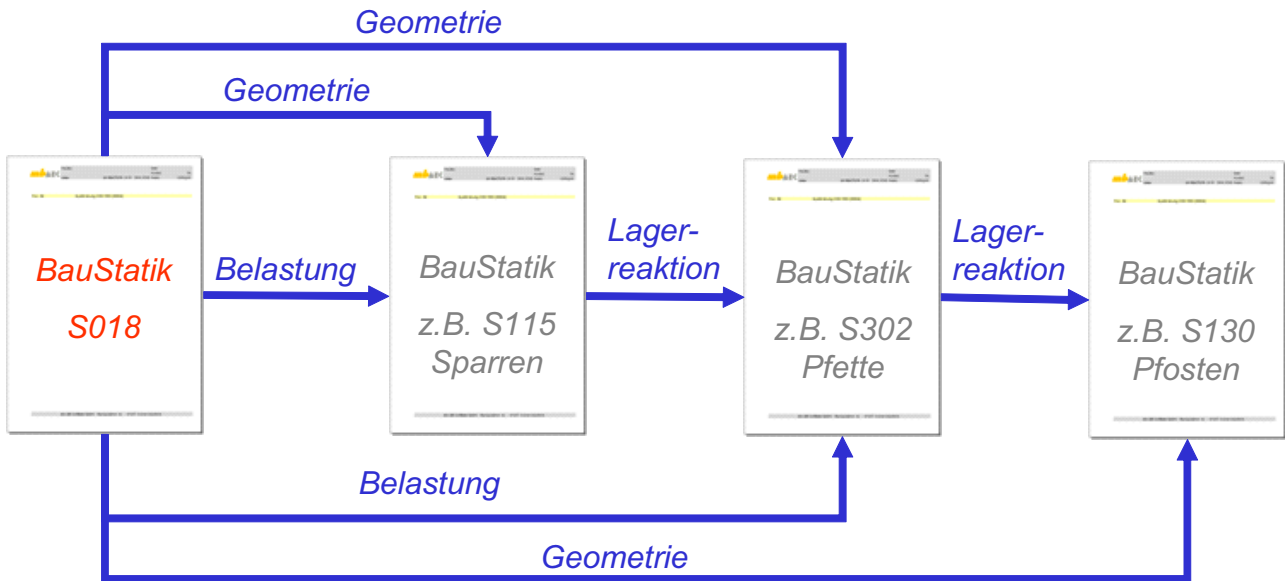 Geometrie
Geometrie
BauStatik
S018
Belastung
BauStatik
z.B. S115
Sparren
Lager-
reaktion
BauStatik
z.B. S302
Pfette
Lager-
reaktion
BauStatik
z.B. S130
Pfosten
Belastung
Geometrie